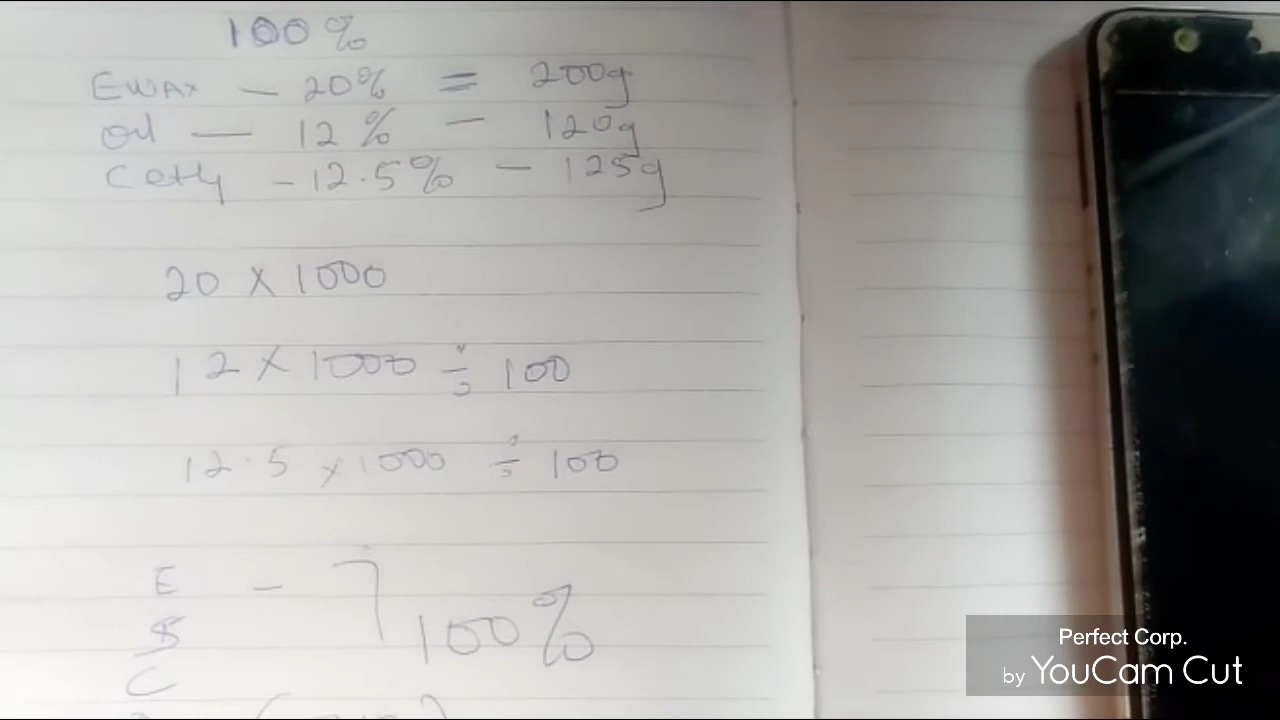 100%
EWAX - 20% = 200g
oil - 12% - 120g
Cetly - 12.5% - 125g
20 x 1000
12 x 1000 ÷ 100
12.5 x 1000 ÷ 100
E -
S 100%
C
Perfect Corp.
by YouCam Cut